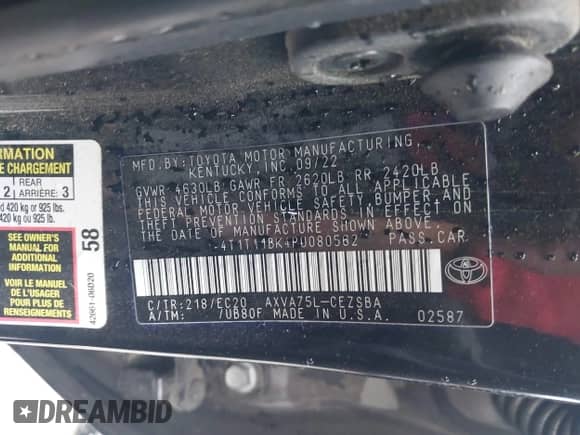 MFD.BY:TOYOTA MOTOR MANUFACTURING,
KENTUCKY, INC. 09/22
GVWR 4630LB GAWR FR 2620LB RR 2420LB
THIS VEHICLE CONFORMS TO ALL APPLICABLE
FEDERAL MOTOR VEHICLE SAFETY, BUMPER, AND
THEFT PREVENTION STANDARDS IN EFFECT ON
THE DATE OF MANUFACTURE SHOWN ABOVE.
PASS.CAR
C/TR:218/EC20 AXVA75L-CEZSBA
A/TM: 7UB80F MADE IN U.S.A. 02587
TOYOTA
RMATION
E CHARGEMENT
2 REAR ARRIÈRE: 3
d 420 kg or 925 lbs.
420 kg ou 925 lb.
SEE OWNER'S
MANUAL FOR
ADDITIONAL
INFORMATION
VOIR LE MANUEL
DE L'USAGER
POUR PLUS DE
RENSEIGNEMENTS
58
DREAMBID